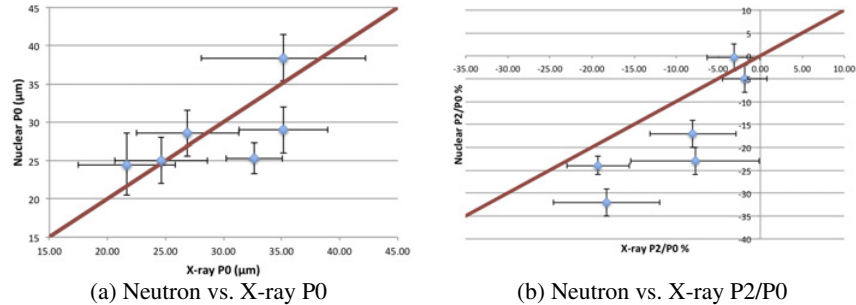 45
40
35
30
25
20
15
15.00 20.00 25.00 30.00 35.00 40.00 45.00
Nuclear P0 (μm)
X-ray P0 (μm)
(a) Neutron vs. X-ray P0
10
5
0
-35.00 -30.00 -25.00 -20.00 -15.00 -10.00 -5.00 0.00 5.00 10.00
-5
-10
-15
-20
-25
-30
-35
-40
Nuclear P2/P0 %
X-ray P2/P0 %
(b) Neutron vs. X-ray P2/P0